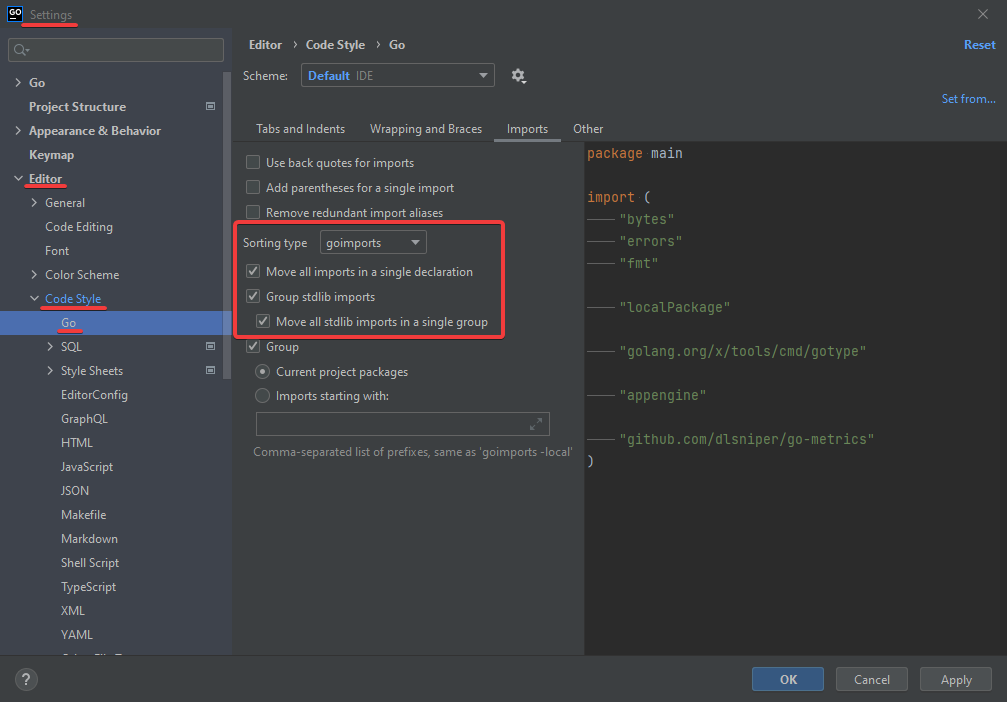 GO Settings
Go
Project Structure
Appearance & Behavior
Keymap
Editor
General
Code Editing
Font
Color Scheme
Code Style
Go
SQL
Style Sheets
EditorConfig
GraphQL
HTML
JavaScript
JSON
Makefile
Markdown
Shell Script
TypeScript
XML
YAML
Editor › Code Style › Go
Reset
Scheme: Default IDE
Set from...
Tabs and Indents Wrapping and Braces Imports Other
Use back quotes for imports
Add parentheses for a single import
Remove redundant import aliases
Sorting type goimports
Move all imports in a single declaration
Group stdlib imports
Move all stdlib imports in a single group
Group
Current project packages
Imports starting with:
Comma-separated list of prefixes, same as 'goimports -local'
package main
import (
"bytes"
"errors"
"fmt"
"localPackage"
"golang.org/x/tools/cmd/gotype"
"appengine"
"github.com/dlsniper/go-metrics"
)
?
OK Cancel Apply